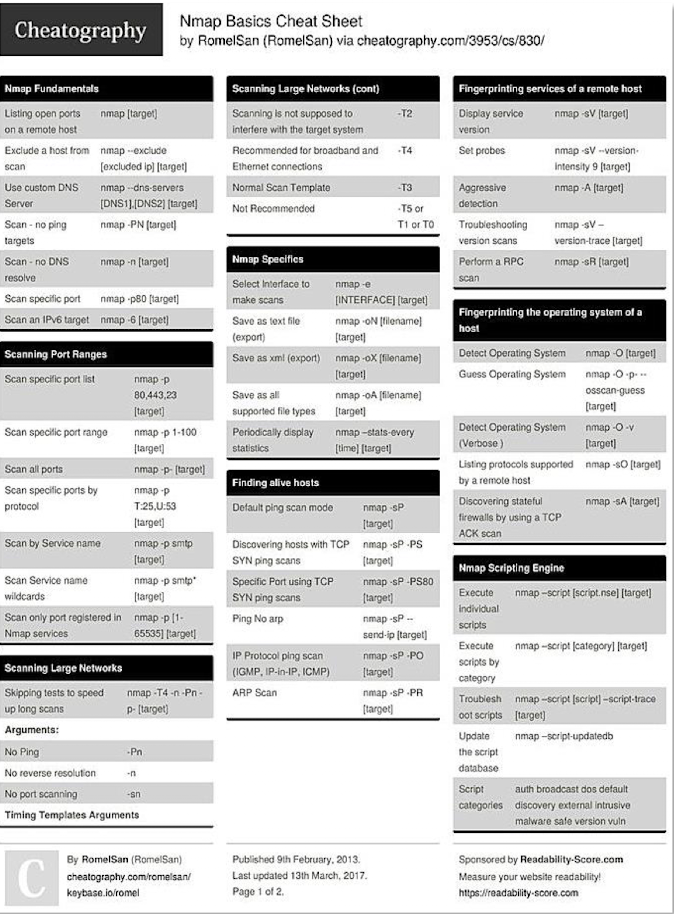 Cheatography
Nmap Basics Cheat Sheet
by RomelSan (RomelSan) via cheatography.com/3953/cs/830/
Nmap Fundamentals
Listing open ports nmap [target]
on a remote host
Exclude a host from nmap --exclude
scan [excluded ip] [target]
Use custom DNS nmap --dns-servers
Server [DNS1],[DNS2] [target]
Scan - no ping nmap -PN [target]
targets
Scan - no DNS nmap -n [target]
resolve
Scan specific port nmap -p80 [target]
Scan an IPv6 target nmap -6 [target]
Scanning Port Ranges
Scan specific port list nmap -p
80,443,23
[target]
Scan specific port range nmap -p 1-100
[target]
Scan all ports nmap -p- [target]
Scan specific ports by nmap -p
protocol T:25,U:53
[target]
Scan by Service name nmap -p smtp
[target]
Scan Service name nmap -p smtp*
wildcards [target]
Scan only port registered in nmap -p [1-
Nmap services 65535] [target]
Scanning Large Networks
Skipping tests to speed nmap -T4 -n -Pn -
up long scans p- [target]
Arguments:
No Ping -Pn
No reverse resolution -n
No port scanning -sn
Timing Templates Arguments
Scanning Large Networks (cont)
Scanning is not supposed to -T2
interfere with the target system
Recommended for broadband and -T4
Ethernet connections
Normal Scan Template -T3
Not Recommended -T5 or
T1 or T0
Nmap Specifics
Select Interface to nmap -e
make scans [INTERFACE] [target]
Save as text file nmap -oN [filename]
(export) [target]
Save as xml (export) nmap -oX [filename]
[target]
Save as all nmap -oA [filename]
supported file types [target]
Periodically display nmap –stats-every
statistics [time] [target]
Finding alive hosts
Default ping scan mode nmap -sP
[target]
Discovering hosts with TCP nmap -sP -PS
SYN ping scans [target]
Specific Port using TCP nmap -sP -PS80
SYN ping scans [target]
Ping No arp nmap -sP --
send-ip [target]
IP Protocol ping scan nmap -sP -PO
(IGMP, IP-in-IP, ICMP) [target]
ARP Scan nmap -sP -PR
[target]
Fingerprinting services of a remote host
Display service nmap -sV [target]
version
Set probes nmap -sV --version-
intensity 9 [target]
Aggressive nmap -A [target]
detection
Troubleshooting nmap -sV –
version scans version-trace [target]
Perform a RPC nmap -sR [target]
scan
Fingerprinting the operating system of a
host
Detect Operating System nmap -O [target]
Guess Operating System nmap -O -p- --
osscan-guess
[target]
Detect Operating System nmap -O -v
(Verbose ) [target]
Listing protocols supported nmap -sO [target]
by a remote host
Discovering stateful nmap -sA [target]
firewalls by using a TCP
ACK scan
Nmap Scripting Engine
Execute nmap –script [script.nse] [target]
individual
scripts
Execute nmap –script [category] [target]
scripts by
category
Troublesh nmap –script [script] –script-trace
oot scripts [target]
Update nmap –script-updatedb
the script
database
Script auth broadcast dos default
categories discovery external intrusive
malware safe version vuln
C
By RomelSan (RomelSan)
cheatography.com/romelsan/
keybase.io/romel
Published 9th February, 2013.
Last updated 13th March, 2017.
Page 1 of 2.
Sponsored by Readability-Score.com
Measure your website readability!
https://readability-score.com